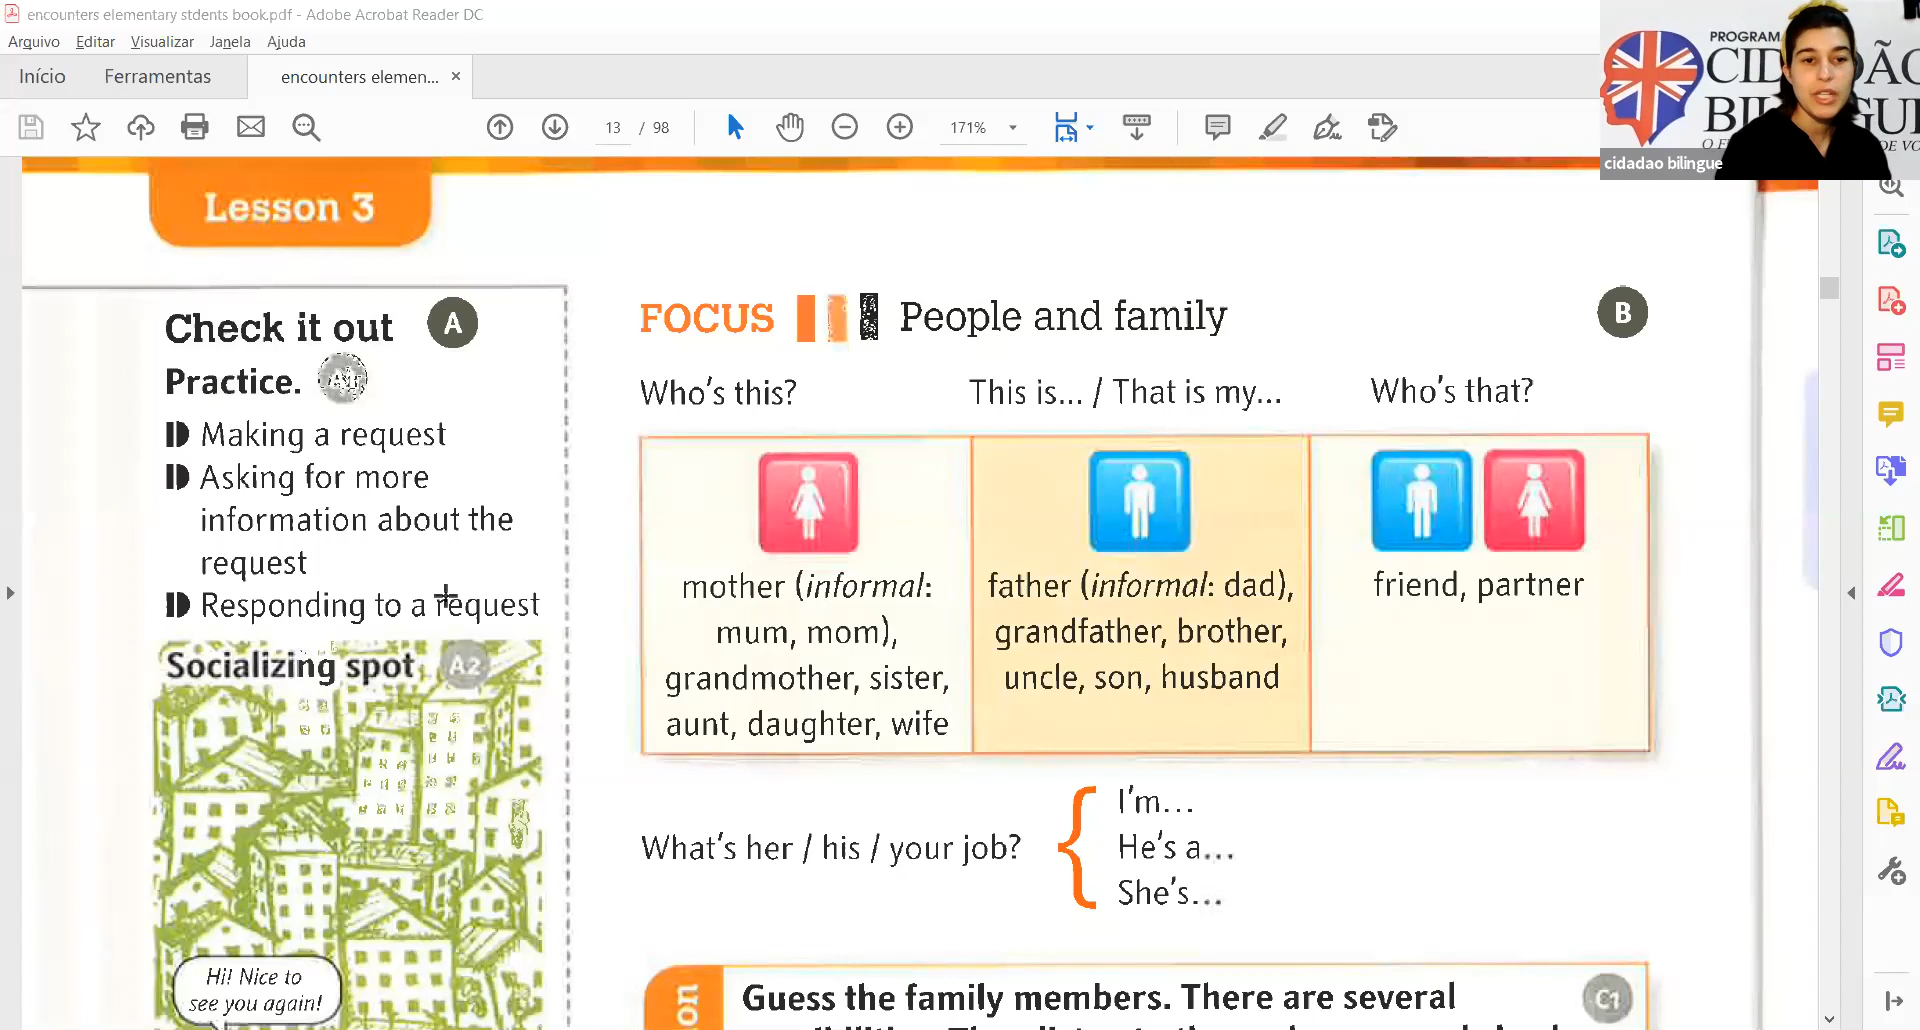 encounters elementary stdents book.pdf - Adobe Acrobat Reader DC
Arquivo Editar Visualizar Janela Ajuda
Início Ferramentas encounters elemen... ×
13 / 98 171%
PROGRAMA
BILINGU
cidadao bilingue
DE VO
Lesson 3
Check it out A
Practice. A1
Making a request
Asking for more
information about the
request
Responding to a request
Socializing spot A2
Hi! Nice to
see you again!
FOCUS People and family B
Who's this? This is... / That is my... Who's that?
mother (informal:
mum, mom),
grandmother, sister,
aunt, daughter, wife
father (informal: dad),
grandfather, brother,
uncle, son, husband
friend, partner
What's her / his / your job?
I'm...
He's a...
She's...
Guess the family members. There are several C1